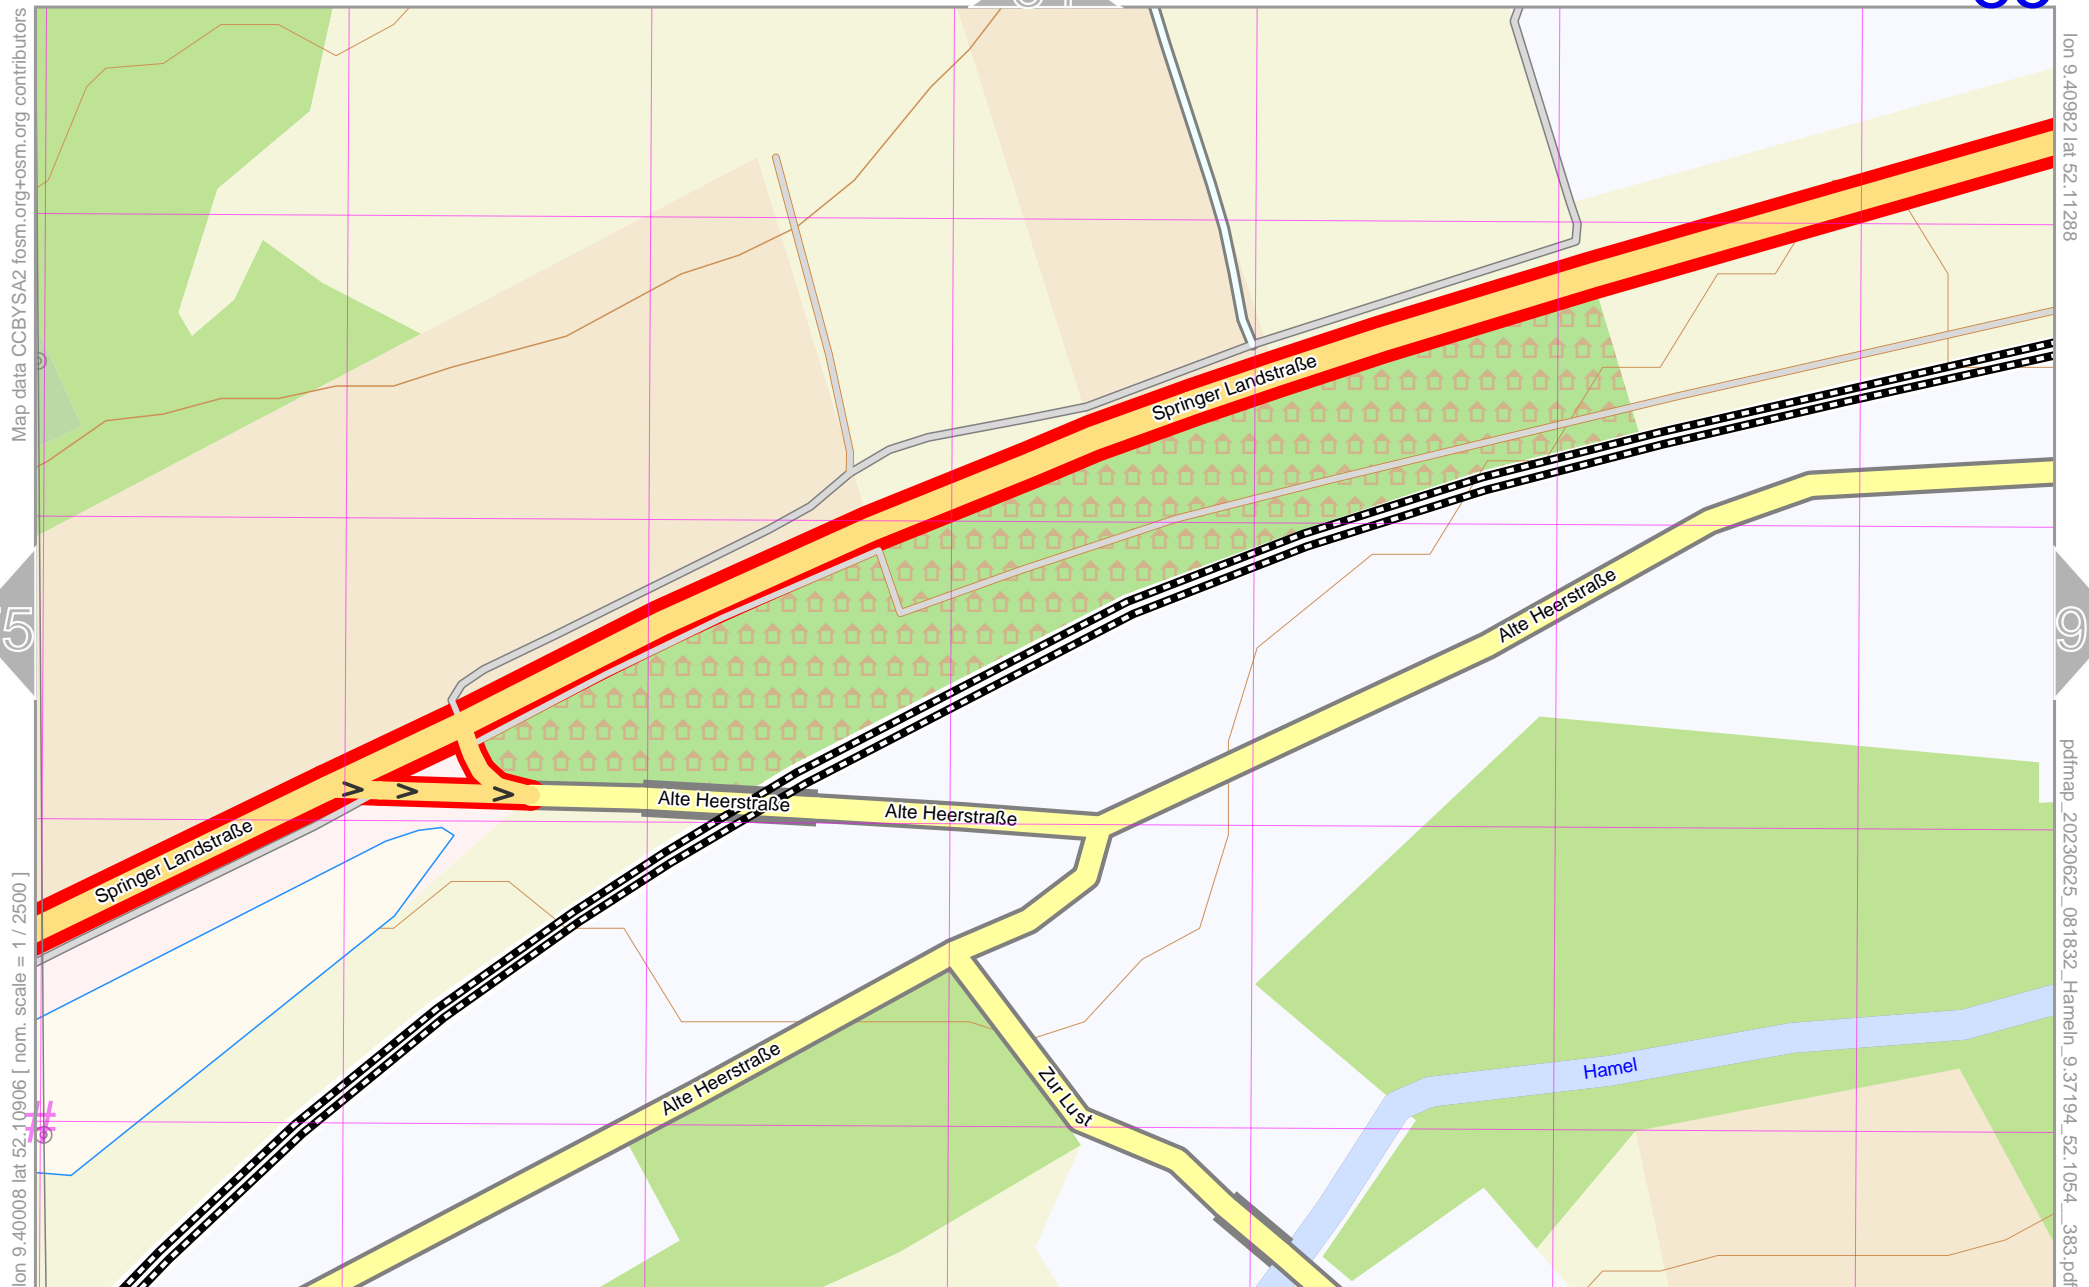 Map data CCBYSA2 fosm.org+osm.org contributors
lon 9.40982 lat 52.11288
Springer Landstraße
Alte Heerstraße
5
9
Alte Heerstraße
Alte Heerstraße
Springer Landstraße
Alte Heerstraße
Zur Lust
Hamel
#
lon 9.40008 lat 52.10906 [ nom. scale = 1 / 2500 ]
pdfmap_20230625_081832_Hameln_9.37194_52.1054__383.pdf